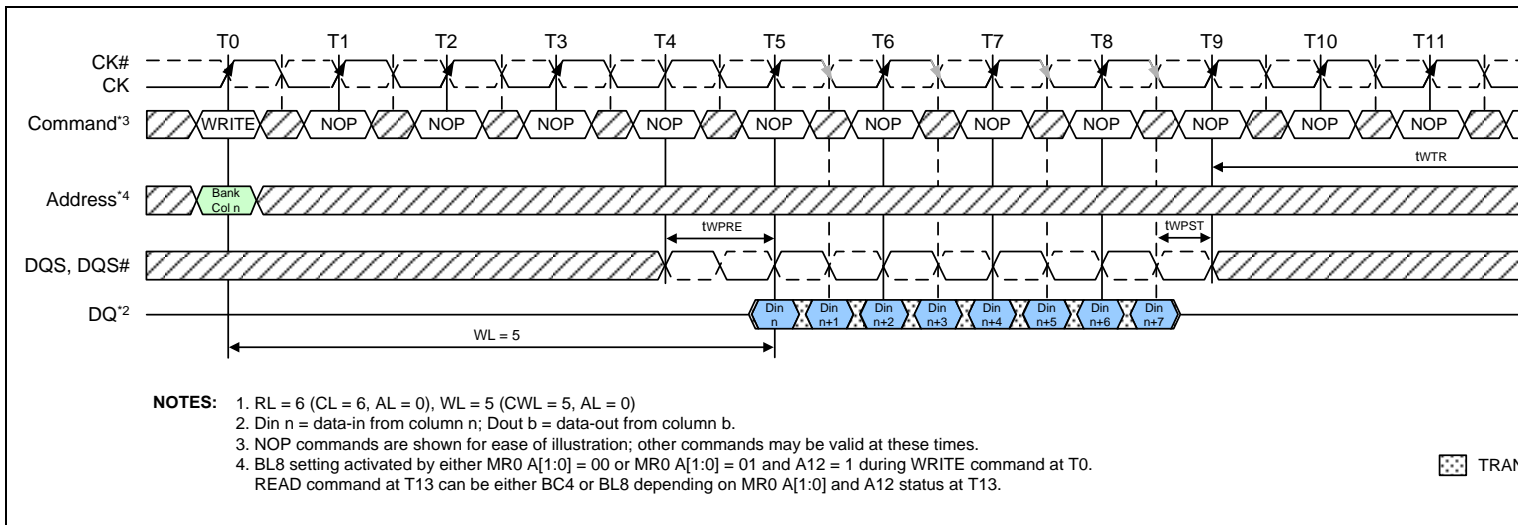 T0 T1 T2 T3 T4 T5 T6 T7 T8 T9 T10 T11
CK#
CK
Command*3 WRITE NOP NOP NOP NOP NOP NOP NOP NOP NOP NOP NOP
tWTR
Address*4 Bank Col n
tWPRE tWPST
DQS, DQS#
DQ*2 Din n Din n+1 Din n+2 Din n+3 Din n+4 Din n+5 Din n+6 Din n+7
WL = 5
NOTES: 1. RL = 6 (CL = 6, AL = 0), WL = 5 (CWL = 5, AL = 0)
2. Din n = data-in from column n; Dout b = data-out from column b.
3. NOP commands are shown for ease of illustration; other commands may be valid at these times.
4. BL8 setting activated by either MR0 A[1:0] = 00 or MR0 A[1:0] = 01 and A12 = 1 during WRITE command at T0.
READ command at T13 can be either BC4 or BL8 depending on MR0 A[1:0] and A12 status at T13.
TRAN